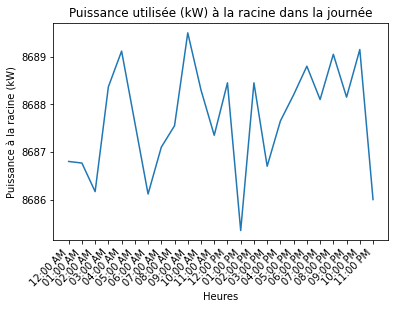 Puissance utilisée (kW) à la racine dans la journée
Puissance à la racine (kW)
8689
8688
8687
8686
12:00 AM
01:00 AM
02:00 AM
03:00 AM
04:00 AM
05:00 AM
06:00 AM
07:00 AM
08:00 AM
09:00 AM
10:00 AM
11:00 AM
12:00 PM
01:00 PM
02:00 PM
03:00 PM
04:00 PM
05:00 PM
06:00 PM
07:00 PM
08:00 PM
09:00 PM
10:00 PM
11:00 PM
Heures